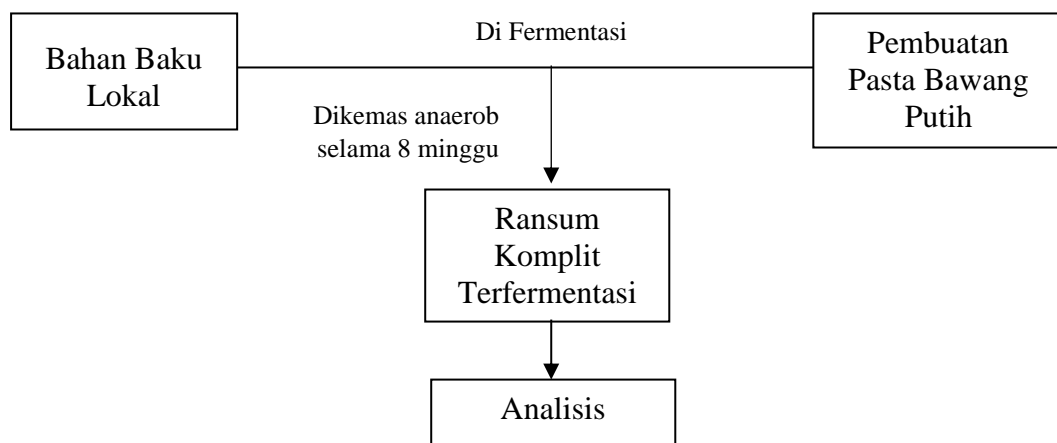 Di Fermentasi
Bahan Baku
Lokal
Pembuatan
Pasta Bawang
Putih
Dikemas anaerob
selama 8 minggu
Ransum
Komplit
Terfermentasi
Analisis